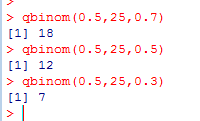 >
> qbinom(0.5,25,0.7)
[1] 18
> qbinom(0.5,25,0.5)
[1] 12
> qbinom(0.5,25,0.3)
[1] 7
>